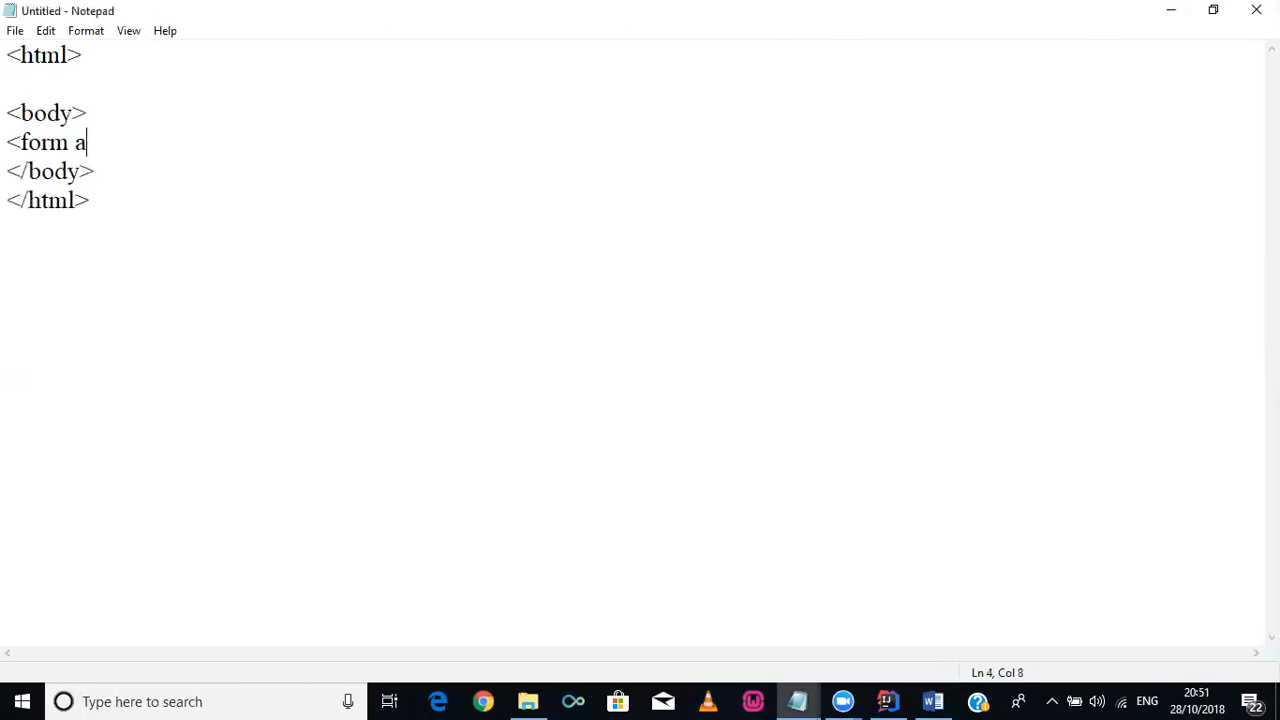 Untitled - Notepad
File Edit Format View Help
<html>

<body>
<form a
</body>
</html>
Ln 4, Col 8
Type here to search
ENG
20:51
28/10/2018
22